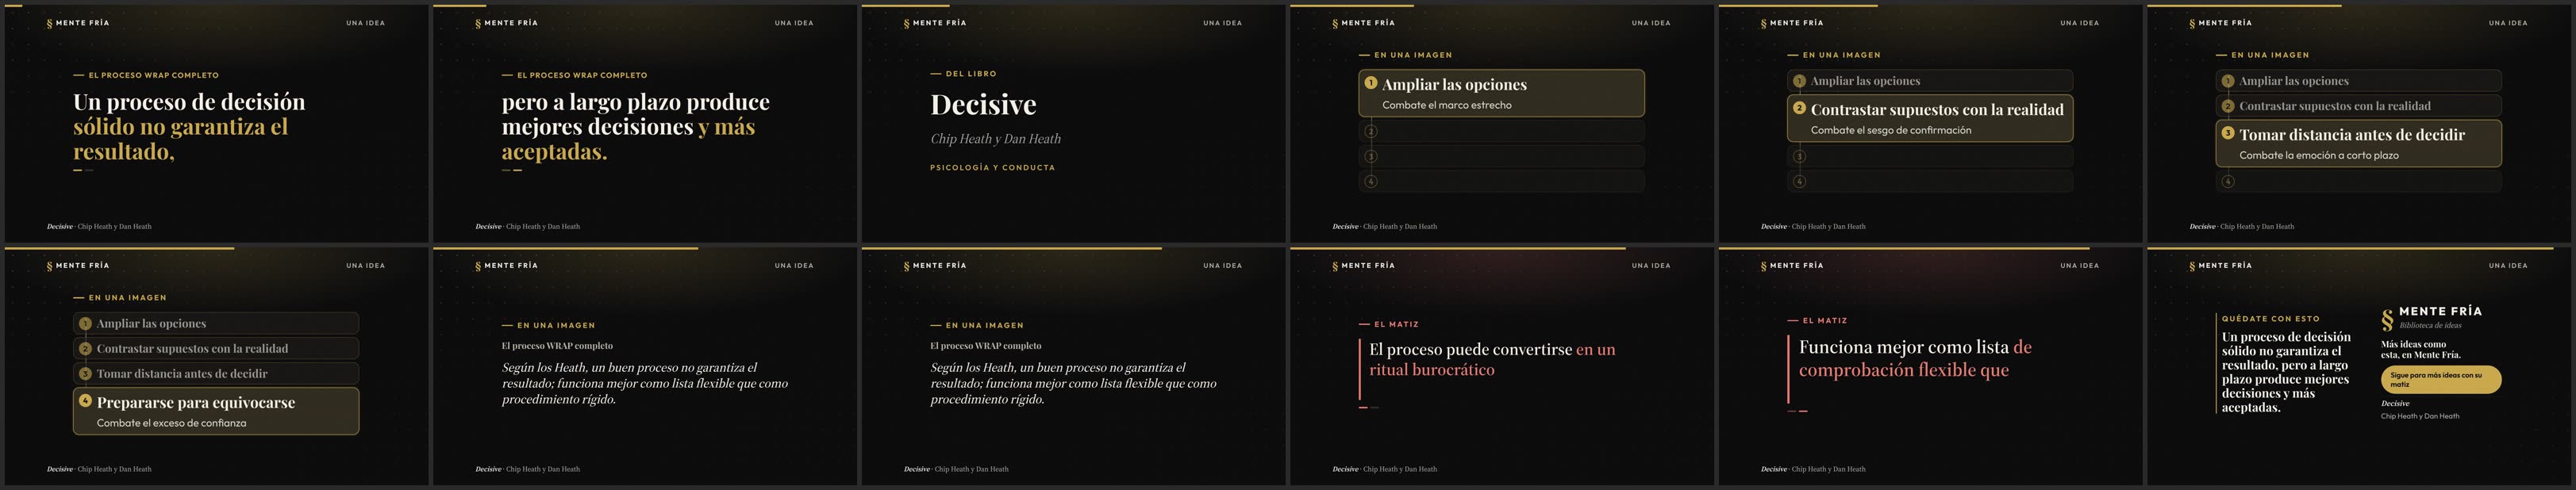 § MENTE FRÍA
UNA IDEA
— EL PROCESO WRAP COMPLETO
Un proceso de decisión
sólido no garantiza el
resultado,
Decisive · Chip Heath y Dan Heath
§ MENTE FRÍA
UNA IDEA
— EL PROCESO WRAP COMPLETO
pero a largo plazo produce
mejores decisiones y más
aceptadas.
Decisive · Chip Heath y Dan Heath
§ MENTE FRÍA
UNA IDEA
— DEL LIBRO
Decisive
Chip Heath y Dan Heath
PSICOLOGÍA Y CONDUCTA
Decisive · Chip Heath y Dan Heath
§ MENTE FRÍA
UNA IDEA
— EN UNA IMAGEN
1 Ampliar las opciones
Combate el marco estrecho
2
3
4
Decisive · Chip Heath y Dan Heath
§ MENTE FRÍA
UNA IDEA
— EN UNA IMAGEN
1 Ampliar las opciones
2 Contrastar supuestos con la realidad
Combate el sesgo de confirmación
3
4
Decisive · Chip Heath y Dan Heath
§ MENTE FRÍA
UNA IDEA
— EN UNA IMAGEN
1 Ampliar las opciones
2 Contrastar supuestos con la realidad
3 Tomar distancia antes de decidir
Combate la emoción a corto plazo
4
Decisive · Chip Heath y Dan Heath
§ MENTE FRÍA
UNA IDEA
— EN UNA IMAGEN
1 Ampliar las opciones
2 Contrastar supuestos con la realidad
3 Tomar distancia antes de decidir
4 Prepararse para equivocarse
Combate el exceso de confianza
Decisive · Chip Heath y Dan Heath
§ MENTE FRÍA
UNA IDEA
— EN UNA IMAGEN
El proceso WRAP completo
Según los Heath, un buen proceso no garantiza el
resultado; funciona mejor como lista flexible que como
procedimiento rígido.
Decisive · Chip Heath y Dan Heath
§ MENTE FRÍA
UNA IDEA
— EN UNA IMAGEN
El proceso WRAP completo
Según los Heath, un buen proceso no garantiza el
resultado; funciona mejor como lista flexible que como
procedimiento rígido.
Decisive · Chip Heath y Dan Heath
§ MENTE FRÍA
UNA IDEA
— EL MATIZ
El proceso puede convertirse en un
ritual burocrático
Decisive · Chip Heath y Dan Heath
§ MENTE FRÍA
UNA IDEA
— EL MATIZ
Funciona mejor como lista de
comprobación flexible que
Decisive · Chip Heath y Dan Heath
§ MENTE FRÍA
UNA IDEA
QUÉDATE CON ESTO
Un proceso de decisión
sólido no garantiza el
resultado, pero a largo
plazo produce mejores
decisiones y más
aceptadas.
§ MENTE FRÍA
Biblioteca de ideas
Más ideas como
esta, en Mente Fría.
Sigue para más ideas con su
matiz
Decisive
Chip Heath y Dan Heath